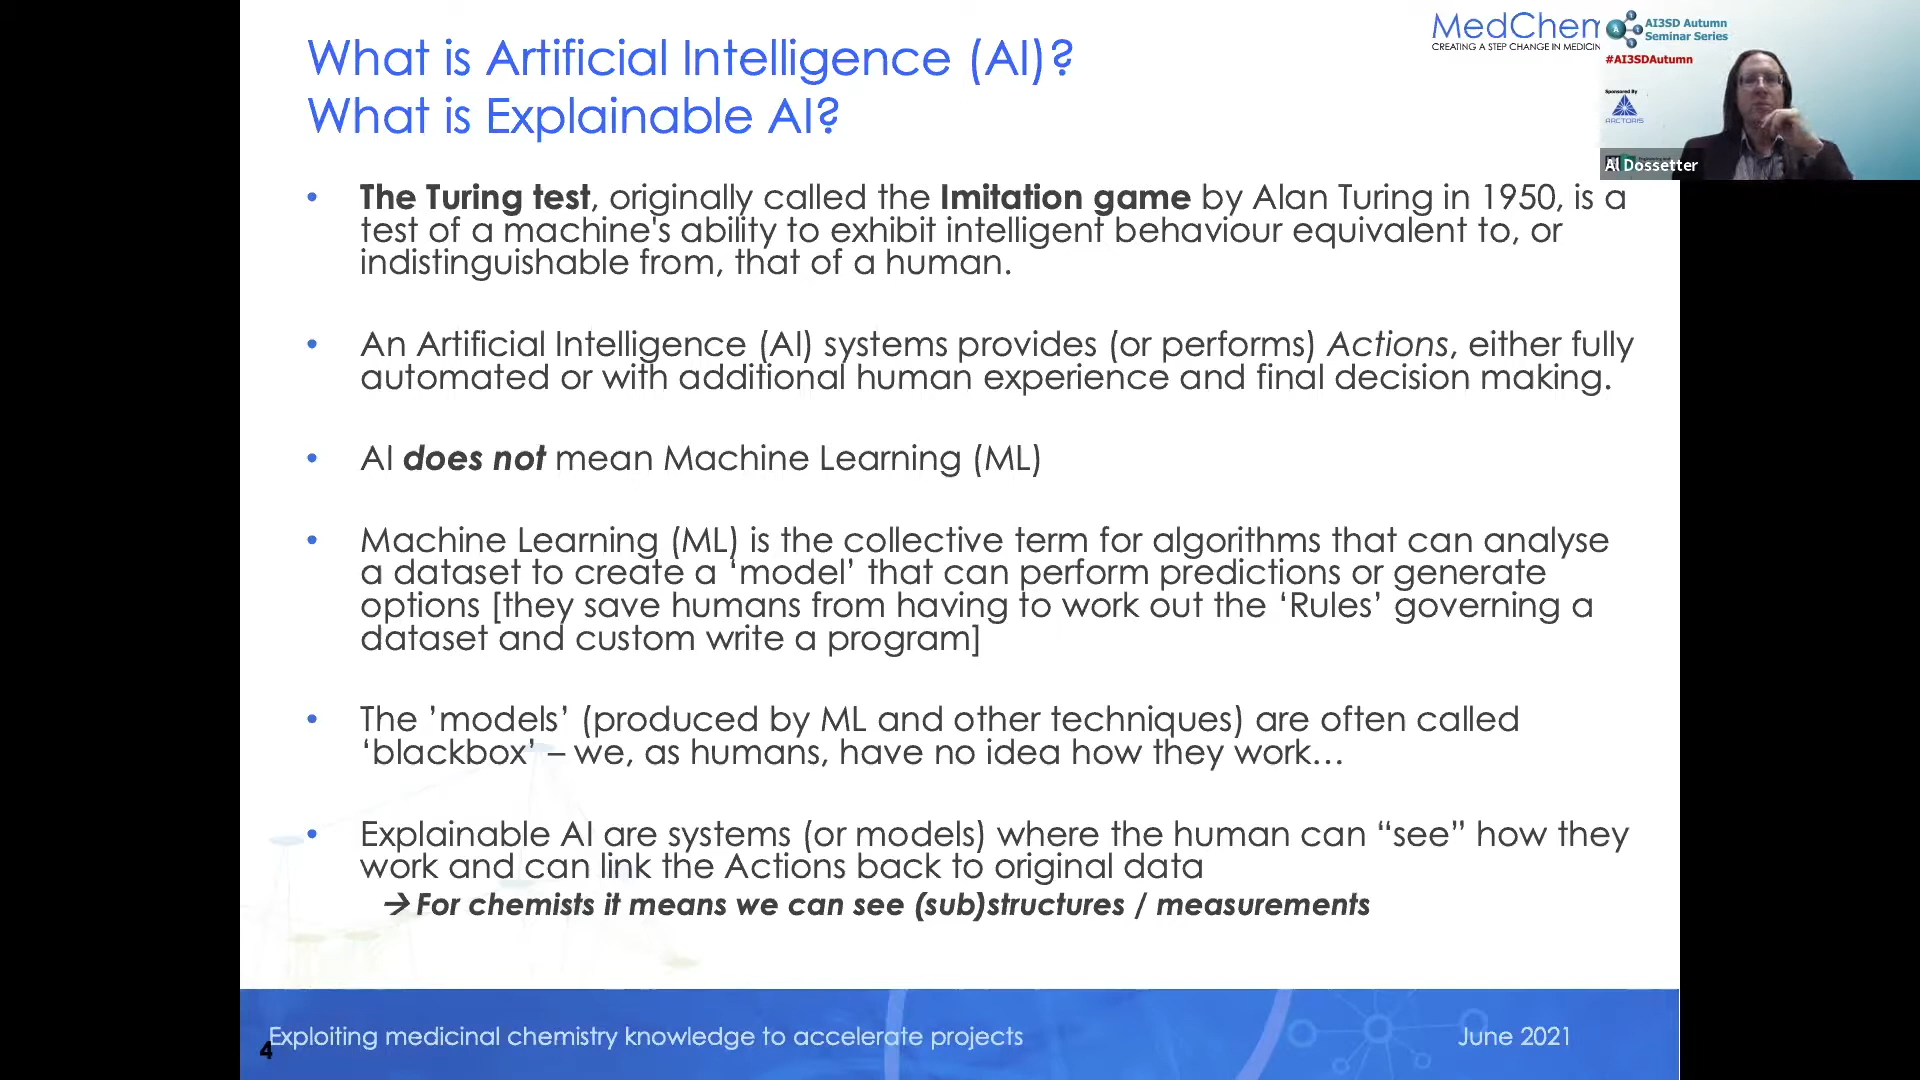 What is Artificial Intelligence (AI)?
What is Explainable AI?
MedChem
CREATING A STEP CHANGE IN MEDICIN
AI3SD Autumn
Seminar Series
#AI3SDAutumn
Sponsored By
ARCTORIS
Al Dossetter
• The Turing test, originally called the Imitation game by Alan Turing in 1950, is a
test of a machine's ability to exhibit intelligent behaviour equivalent to, or
indistinguishable from, that of a human.
• An Artificial Intelligence (AI) systems provides (or performs) Actions, either fully
automated or with additional human experience and final decision making.
• AI does not mean Machine Learning (ML)
• Machine Learning (ML) is the collective term for algorithms that can analyse
a dataset to create a ‘model’ that can perform predictions or generate
options [they save humans from having to work out the ‘Rules’ governing a
dataset and custom write a program]
• The ’models’ (produced by ML and other techniques) are often called
‘blackbox’ – we, as humans, have no idea how they work…
• Explainable AI are systems (or models) where the human can “see” how they
work and can link the Actions back to original data
→ For chemists it means we can see (sub)structures / measurements
Exploiting medicinal chemistry knowledge to accelerate projects
June 2021
4